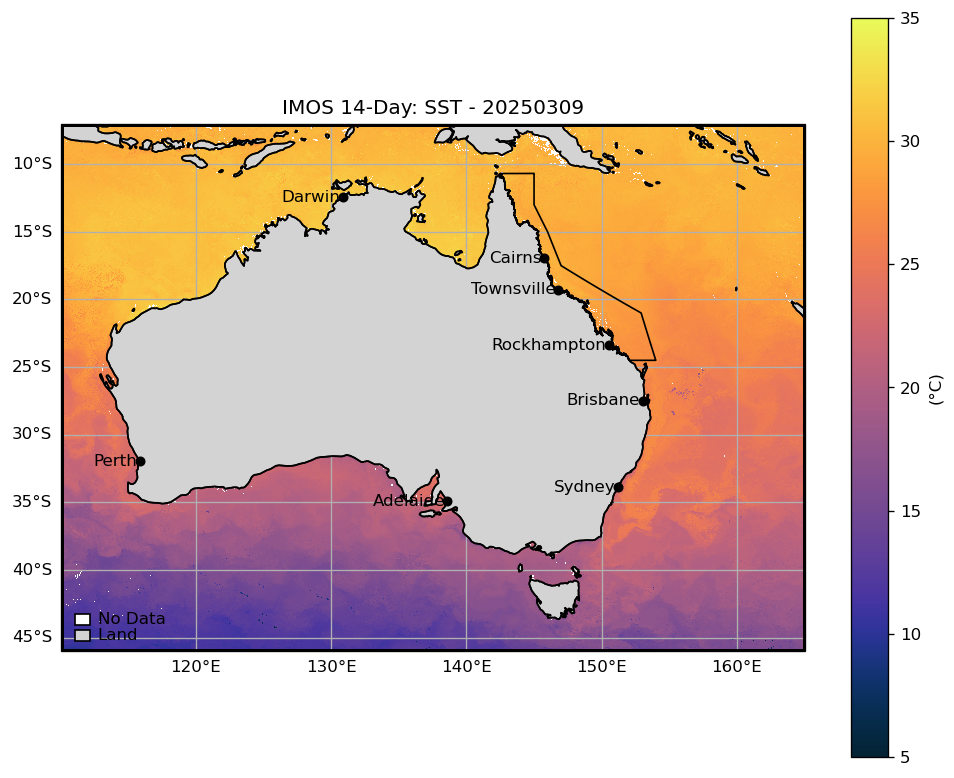 IMOS 14-Day: SST - 20250309
10°S
15°S
20°S
25°S
30°S
35°S
40°S
45°S
Darwin
Cairns
Townsville
Rockhampton
Brisbane
Perth
Sydney
Adelaide
No Data
Land
120°E
130°E
140°E
150°E
160°E
35
30
25
20
15
10
5
(°C)